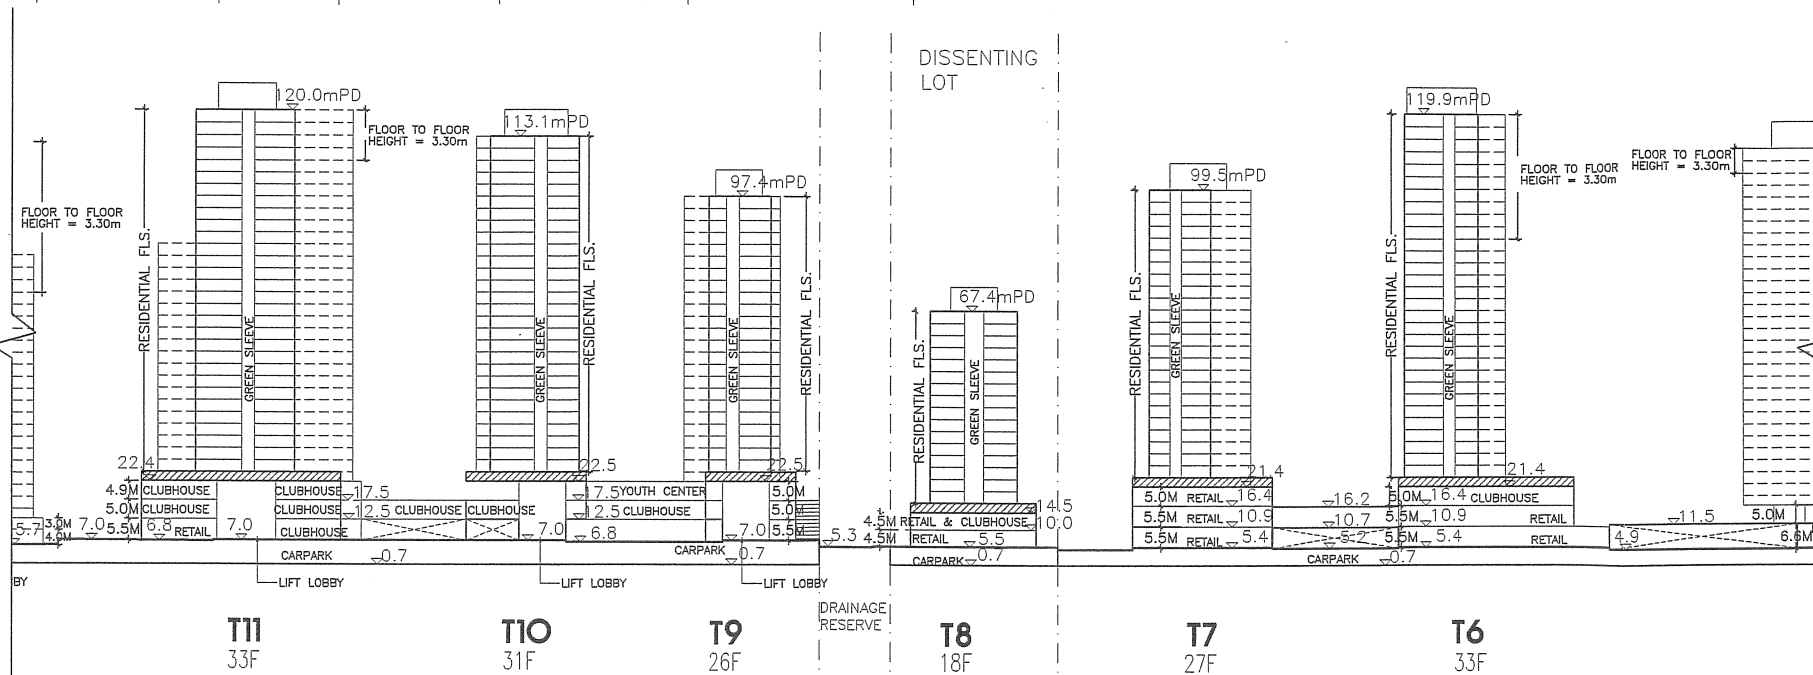 DISSENTING
LOT
120.0mPD
FLOOR TO FLOOR
HEIGHT = 3.30m
113.1mPD
97.4mPD
67.4mPD
99.5mPD
119.9mPD
FLOOR TO FLOOR
HEIGHT = 3.30m
FLOOR TO FLOOR
HEIGHT = 3.30m
FLOOR TO FLOOR
HEIGHT = 3.30m
RESIDENTIAL FLS.
GREEN SLEEVE
GREEN SLEEVE
RESIDENTIAL FLS.
GREEN SLEEVE
RESIDENTIAL FLS.
RESIDENTIAL FLS.
GREEN SLEEVE
RESIDENTIAL FLS.
GREEN SLEEVE
RESIDENTIAL FLS.
GREEN SLEEVE
22.4
22.5
22.5
14.5
21.4
21.4
4.9M CLUBHOUSE CLUBHOUSE 17.5 17.5 YOUTH CENTER 5.0M
5.0M RETAIL 16.4 16.2 5.0M 16.4 CLUBHOUSE
5.0M CLUBHOUSE CLUBHOUSE 12.5 CLUBHOUSE CLUBHOUSE 12.5 CLUBHOUSE 5.0M
4.5M RETAIL & CLUBHOUSE 10.0
5.5M RETAIL 10.9 10.7 5.5M 10.9 RETAIL 11.5 5.0M
5.7 3.0M 4.0M 7.0 5.5M 6.8 RETAIL 7.0 CLUBHOUSE 7.0 6.8 7.0 5.5M 5.3
4.5M RETAIL 5.5
5.5M RETAIL 5.4 5.2 5.5M 5.4 RETAIL 4.9 6.6M
CARPARK 0.7 CARPARK 0.7 CARPARK 0.7 CARPARK 0.7
BY LIFT LOBBY LIFT LOBBY LIFT LOBBY
DRAINAGE
RESERVE
T11 T10 T9 T8 T7 T6
33F 31F 26F 18F 27F 33F